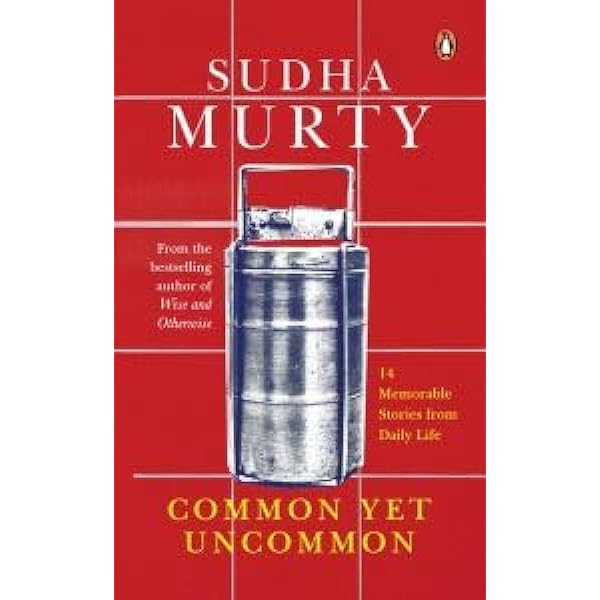 SUDHA
MURTY
From the
bestselling
author of
Wise and
Otherwise
14
Memorable
Stories from
Daily Life
COMMON YET
UNCOMMON